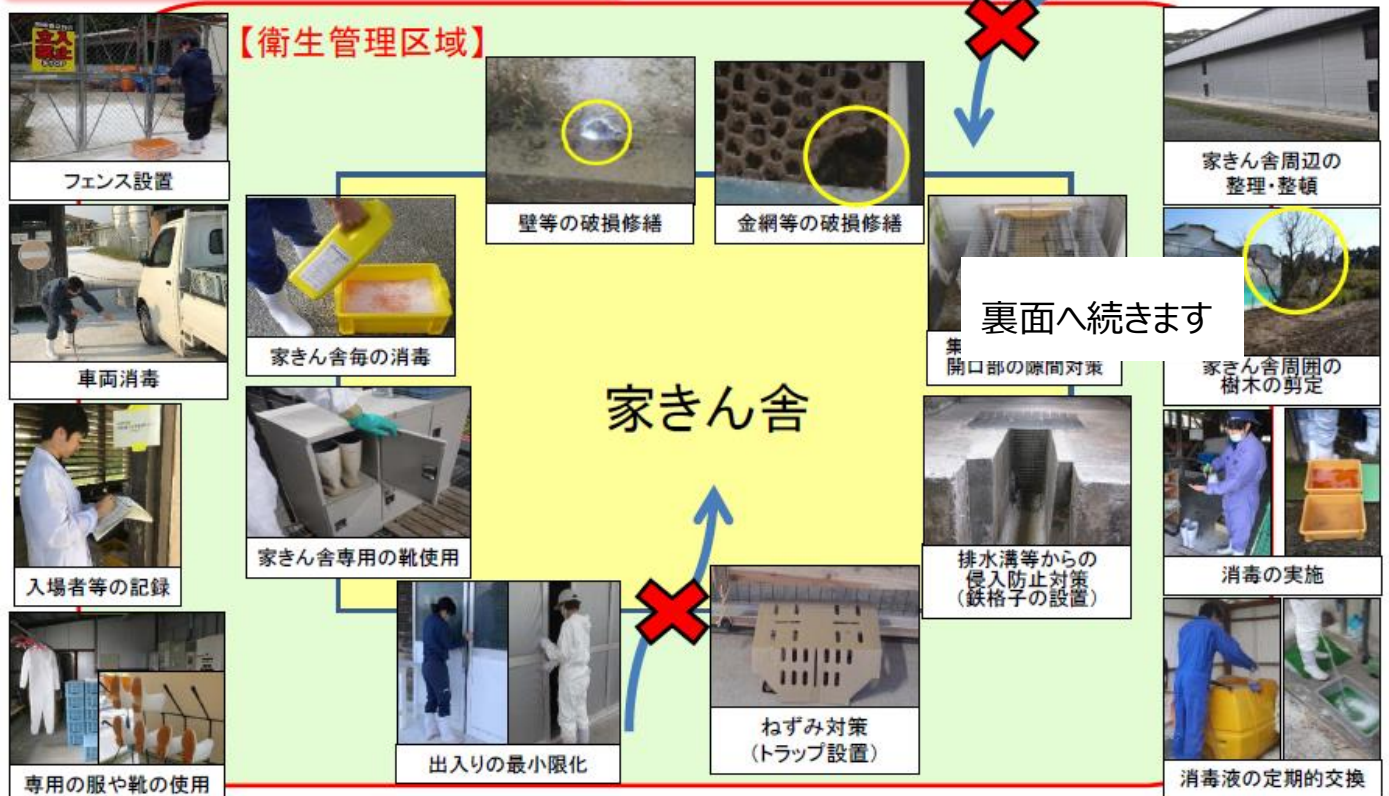 【衛生管理区域】
立入
禁止
フェンス設置
壁等の破損修繕
金網等の破損修繕
家きん舎周辺の
整理・整頓
車両消毒
家きん舎毎の消毒
裏面へ続きます
集
開口部の隙間対策
家きん舎周囲の
樹木の剪定
家きん舎
入場者等の記録
家きん舎専用の靴使用
排水溝等からの
侵入防止対策
(鉄格子の設置)
消毒の実施
専用の服や靴の使用
出入りの最小限化
ねずみ対策
(トラップ設置)
消毒液の定期的交換